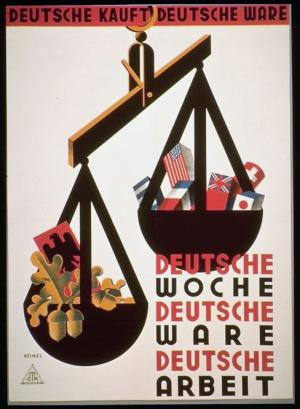 DEUTSCHE KAUFT DEUTSCHE WARE
DEUTSCHE
WOCHE
DEUTSCHE
WARE
DEUTSCHE
ARBEIT
KEIMEL